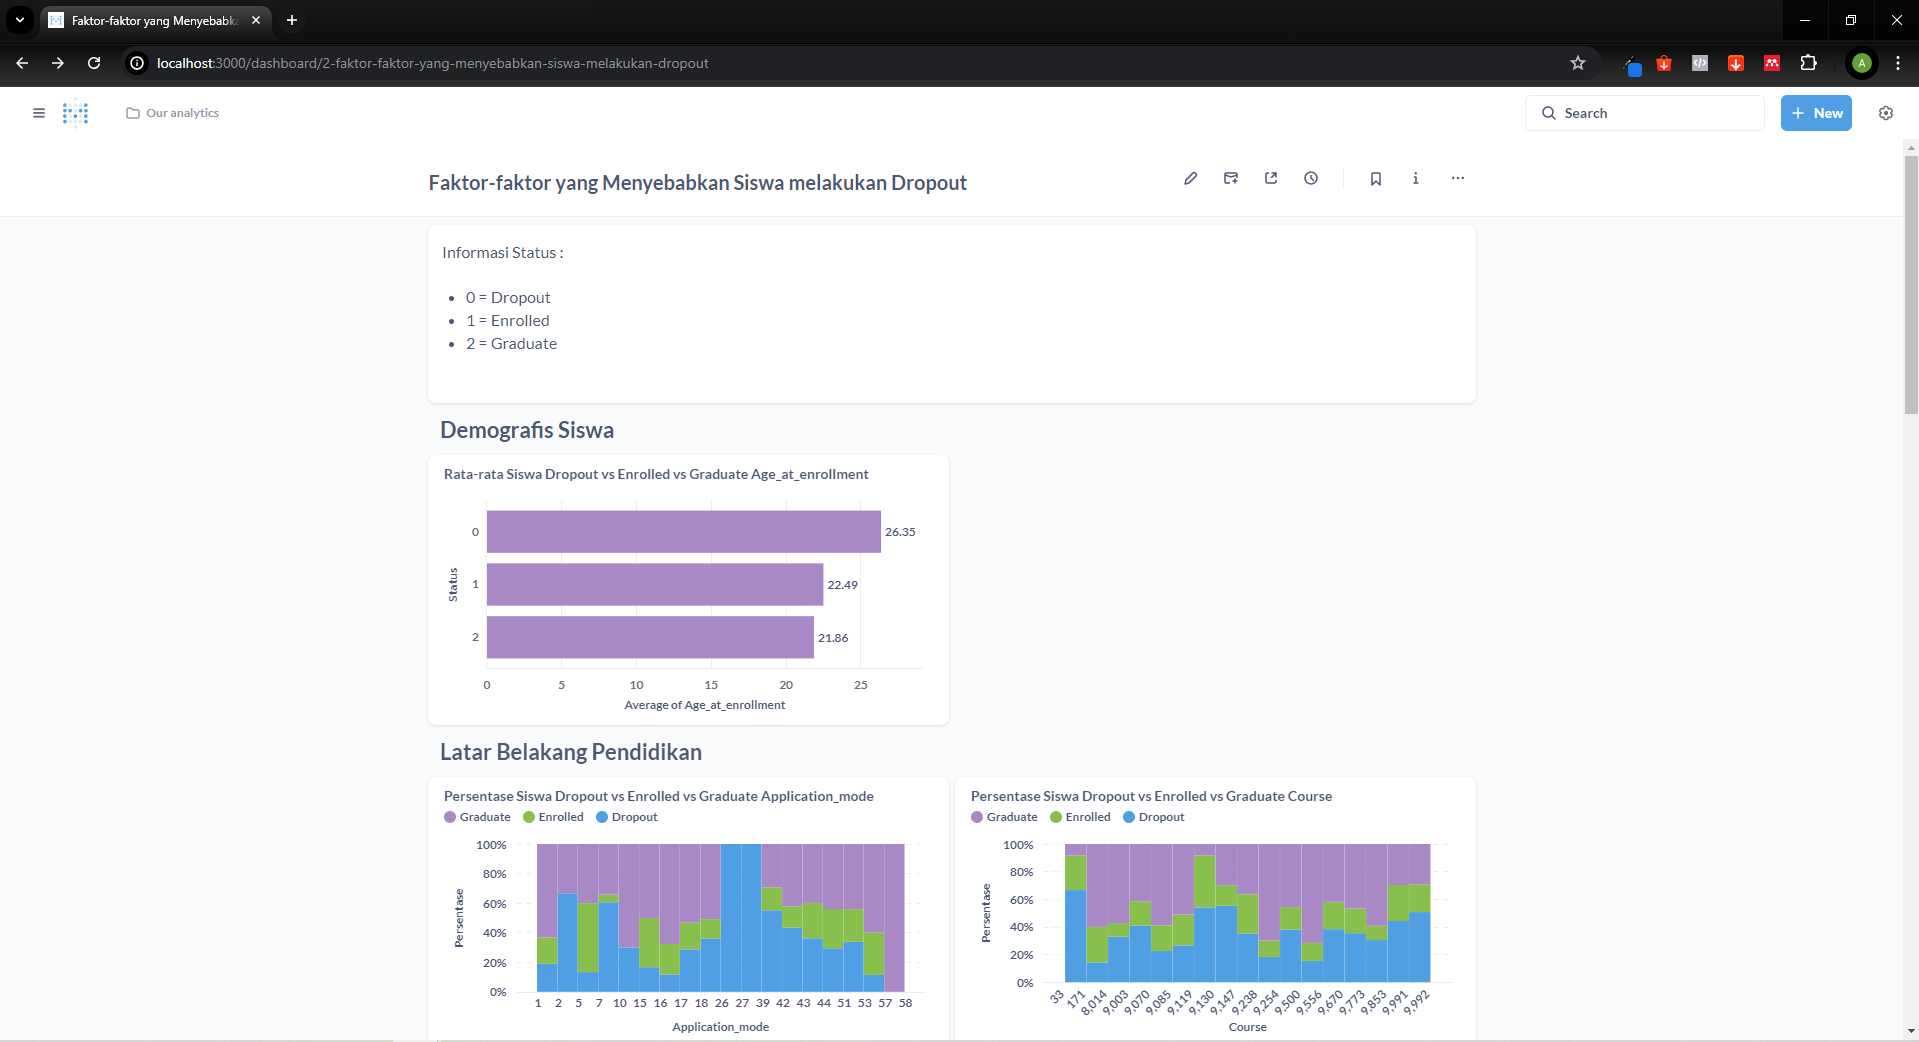 Faktor-faktor yang Menyebabka
localhost:3000/dashboard/2-faktor-faktor-yang-menyebabkan-siswa-melakukan-dropout
A
Our analytics
Search
+ New
Faktor-faktor yang Menyebabkan Siswa melakukan Dropout
Informasi Status :
• 0 = Dropout
• 1 = Enrolled
• 2 = Graduate
Demografis Siswa
Rata-rata Siswa Dropout vs Enrolled vs Graduate Age_at_enrollment
Status
0
26.35
1
22.49
2
21.86
0 5 10 15 20 25
Average of Age_at_enrollment
Latar Belakang Pendidikan
Persentase Siswa Dropout vs Enrolled vs Graduate Application_mode
Graduate Enrolled Dropout
Persentase
100%
80%
60%
40%
20%
0%
1 2 5 7 10 15 16 17 18 26 27 39 42 43 44 51 53 57 58
Application_mode
Persentase Siswa Dropout vs Enrolled vs Graduate Course
Graduate Enrolled Dropout
Persentase
100%
80%
60%
40%
20%
0%
33 171 8,014 9,003 9,070 9,085 9,119 9,130 9,147 9,238 9,254 9,500 9,556 9,670 9,773 9,853 9,991 9,992
Course